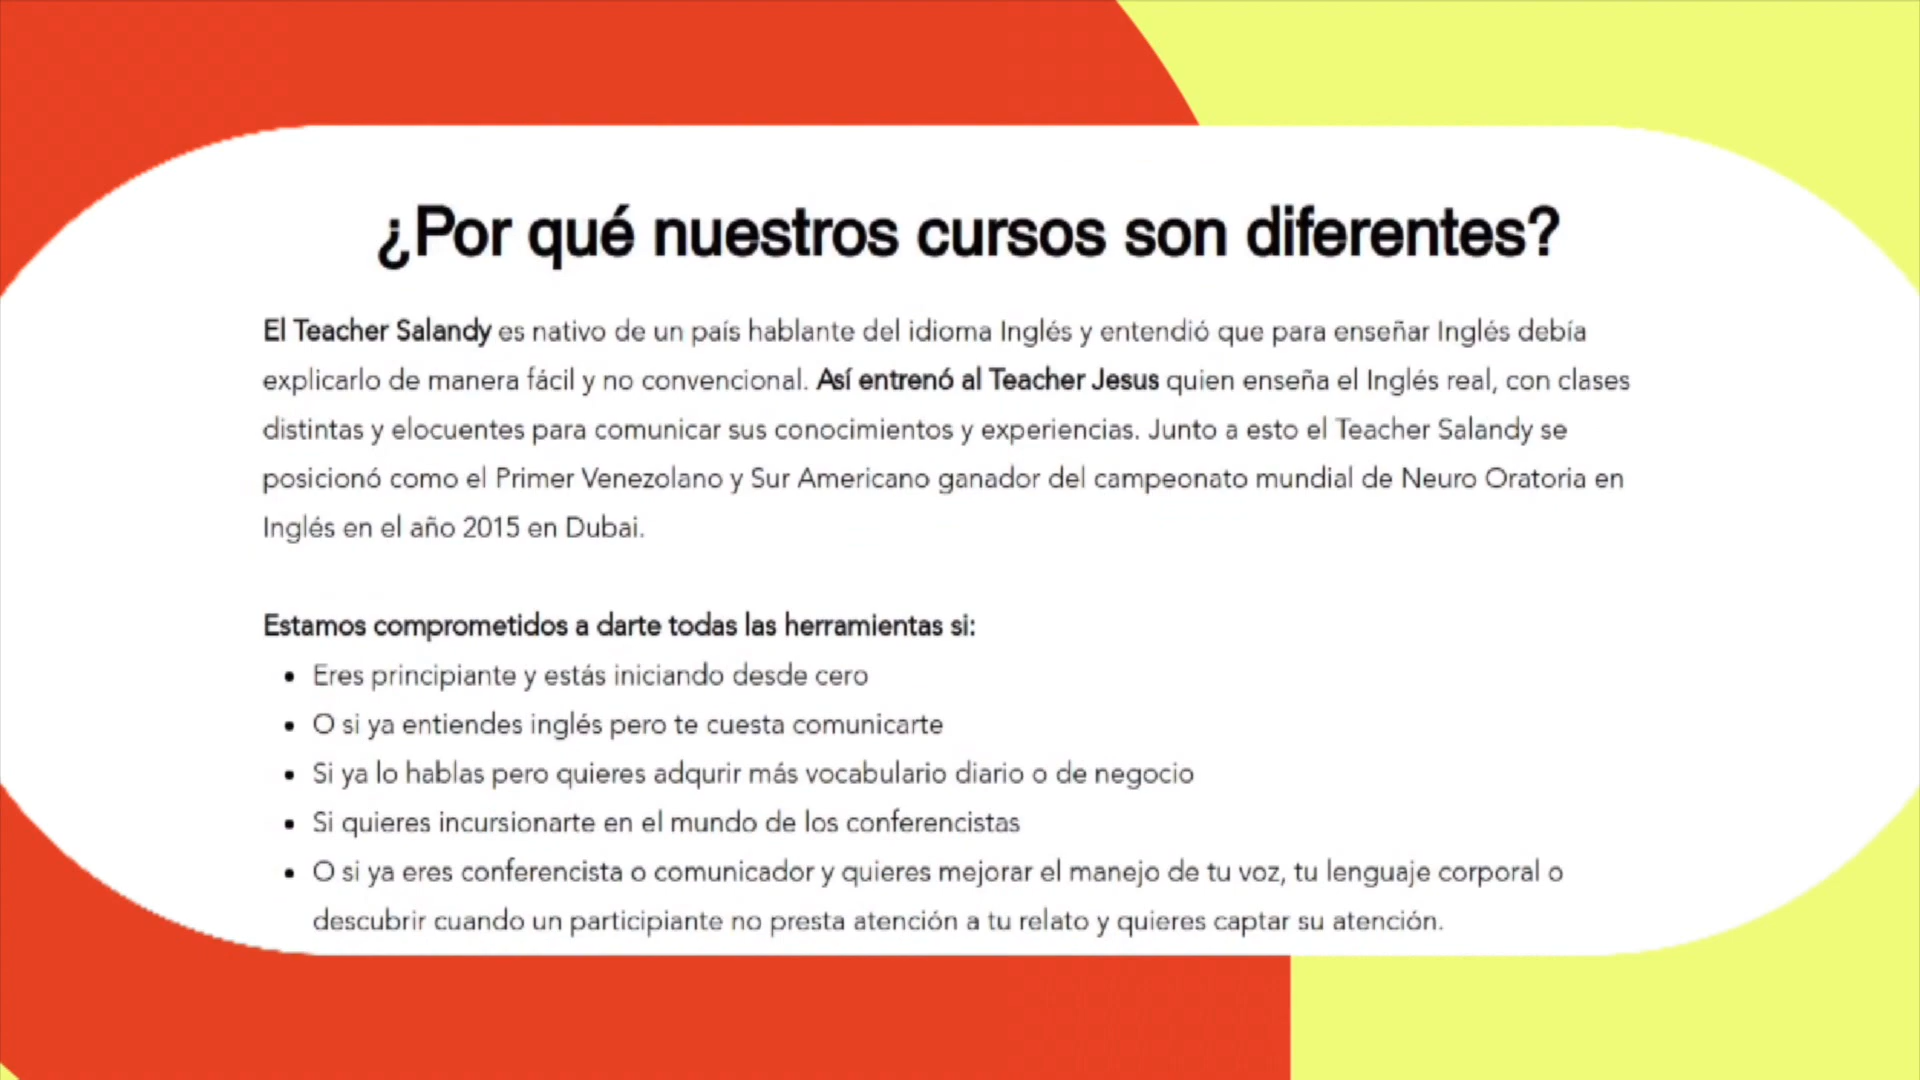 ¿Por qué nuestros cursos son diferentes?
El Teacher Salandy es nativo de un país hablante del idioma Inglés y entendió que para enseñar Inglés debía
explicarlo de manera fácil y no convencional. Así entrenó al Teacher Jesus quien enseña el Inglés real, con clases
distintas y elocuentes para comunicar sus conocimientos y experiencias. Junto a esto el Teacher Salandy se
posicionó como el Primer Venezolano y Sur Americano ganador del campeonato mundial de Neuro Oratoria en
Inglés en el año 2015 en Dubai.
Estamos comprometidos a darte todas las herramientas si:
• Eres principiante y estás iniciando desde cero
• O si ya entiendes inglés pero te cuesta comunicarte
• Si ya lo hablas pero quieres adqurir más vocabulario diario o de negocio
• Si quieres incursionarte en el mundo de los conferencistas
• O si ya eres conferencista o comunicador y quieres mejorar el manejo de tu voz, tu lenguaje corporal o
descubrir cuando un participiante no presta atención a tu relato y quieres captar su atención.